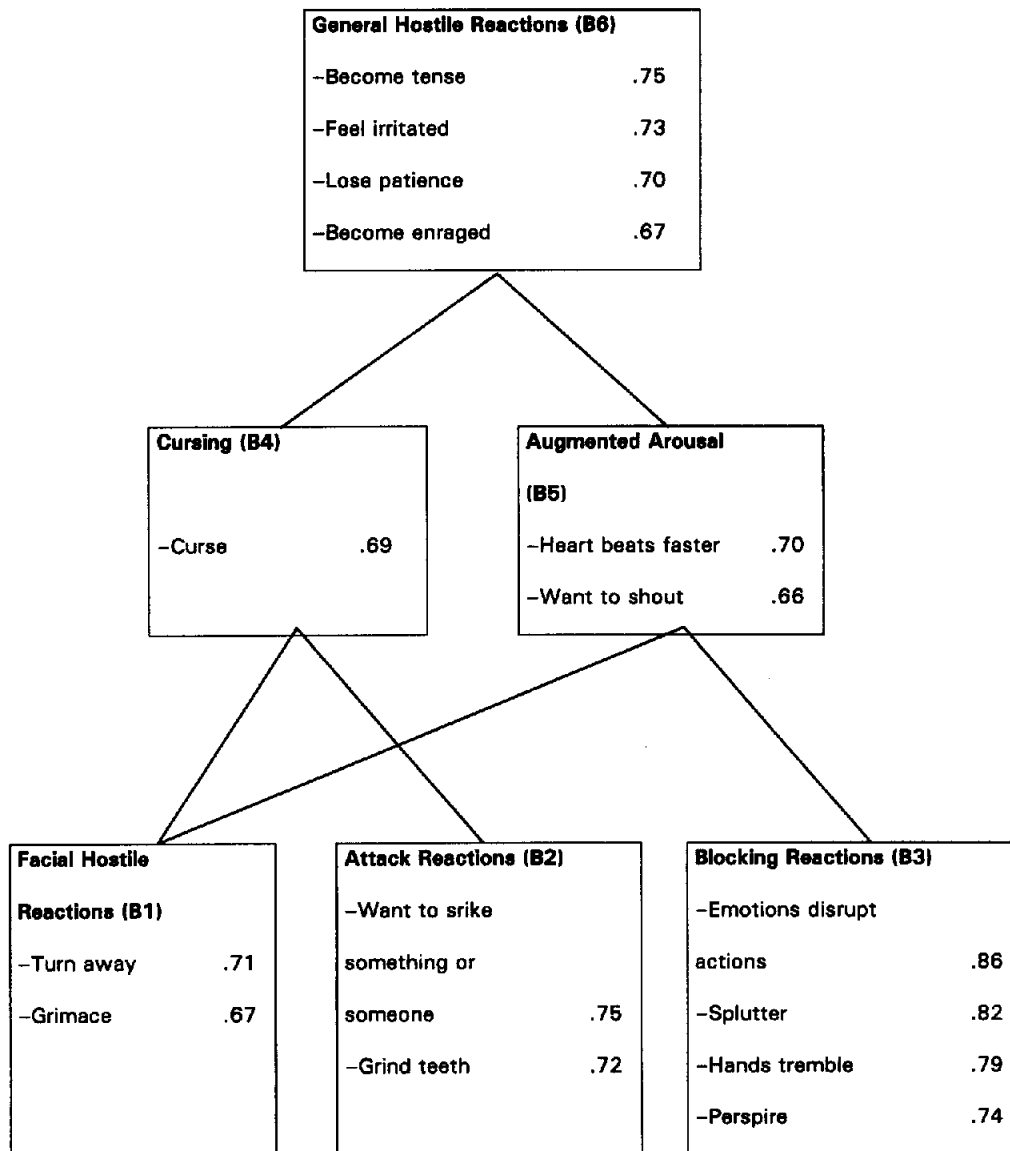 General Hostile Reactions (B6)
–Become tense .75
–Feel irritated .73
–Lose patience .70
–Become enraged .67
Cursing (B4)
–Curse .69
Augmented Arousal
(B5)
–Heart beats faster .70
–Want to shout .66
Facial Hostile
Reactions (B1)
–Turn away .71
–Grimace .67
Attack Reactions (B2)
–Want to srike
something or
someone .75
–Grind teeth .72
Blocking Reactions (B3)
–Emotions disrupt
actions .86
–Splutter .82
–Hands tremble .79
–Perspire .74